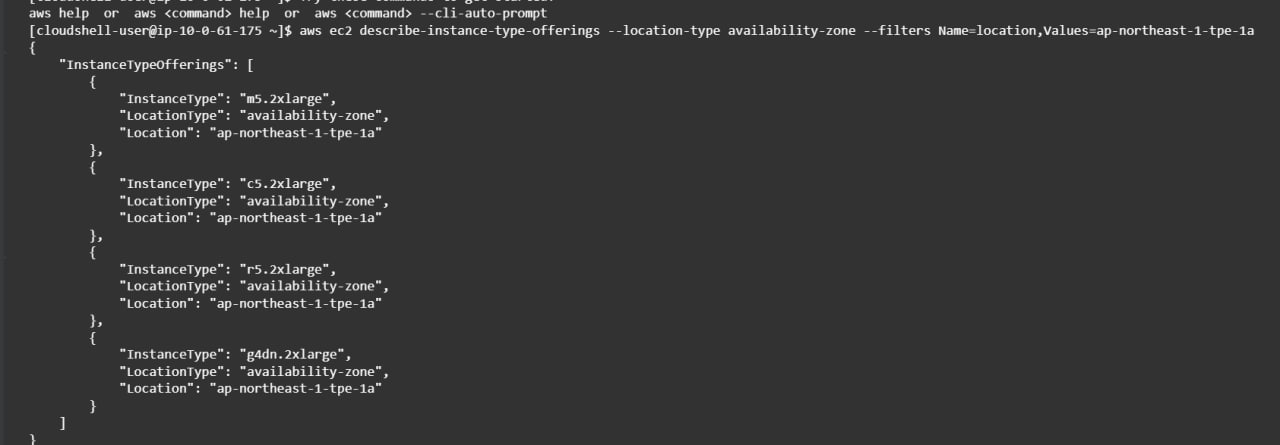 aws help  or  aws <command> help  or  aws <command> --cli-auto-prompt
[cloudshell-user@ip-10-0-61-175 ~]$ aws ec2 describe-instance-type-offerings --location-type availability-zone --filters Name=location,Values=ap-northeast-1-tpe-1a
{
    "InstanceTypeOfferings": [
        {
            "InstanceType": "m5.2xlarge",
            "LocationType": "availability-zone",
            "Location": "ap-northeast-1-tpe-1a"
        },
        {
            "InstanceType": "c5.2xlarge",
            "LocationType": "availability-zone",
            "Location": "ap-northeast-1-tpe-1a"
        },
        {
            "InstanceType": "r5.2xlarge",
            "LocationType": "availability-zone",
            "Location": "ap-northeast-1-tpe-1a"
        },
        {
            "InstanceType": "g4dn.2xlarge",
            "LocationType": "availability-zone",
            "Location": "ap-northeast-1-tpe-1a"
        }
    ]
}